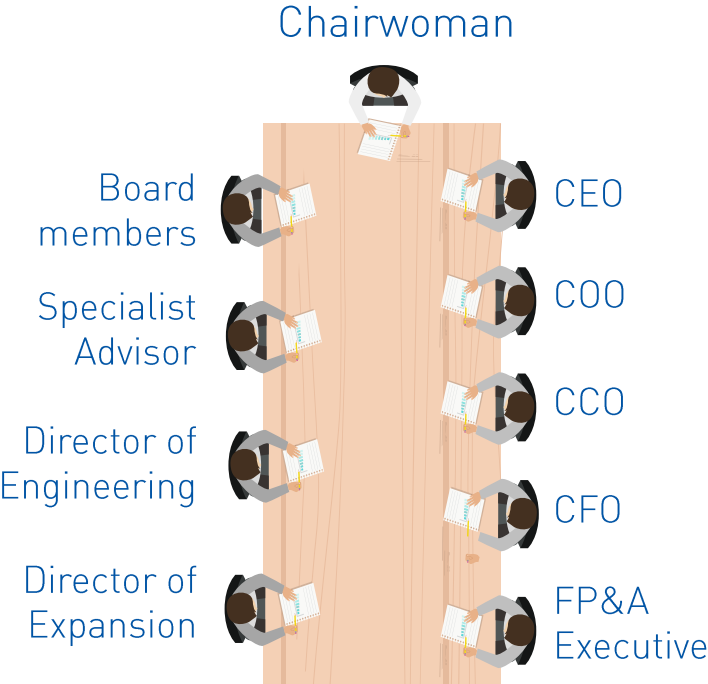 Chairwoman
Board
members
Specialist
Advisor
Director of
Engineering
Director of
Expansion
CEO
COO
CCO
CFO
FP&A
Executive